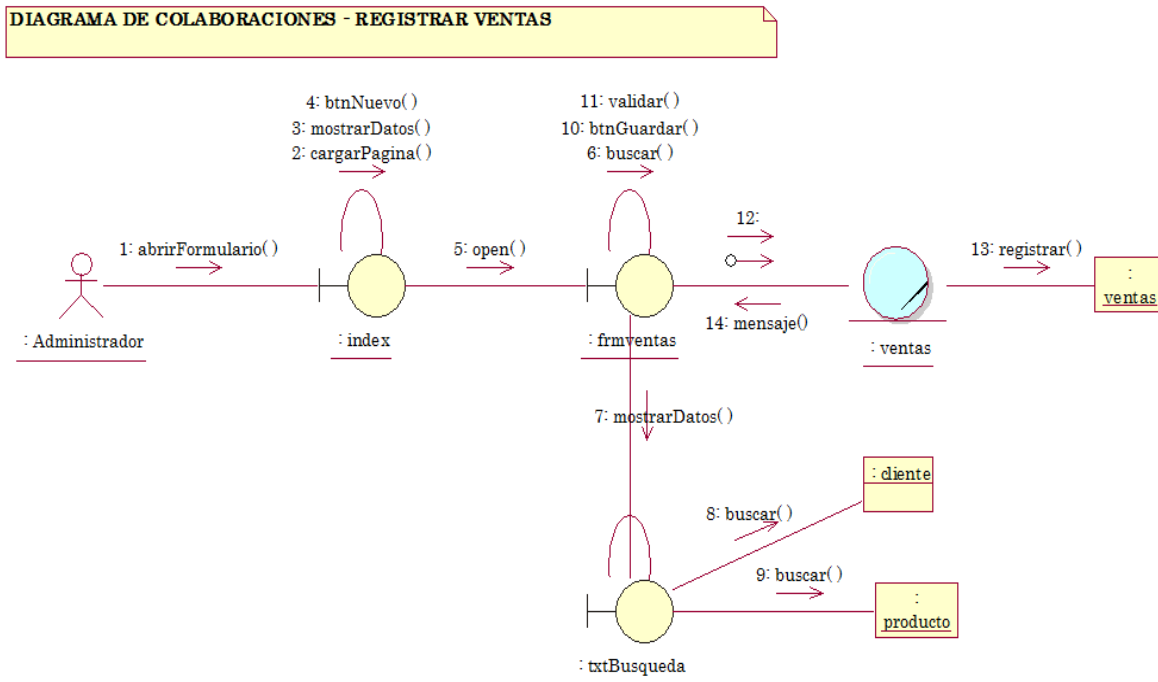 DIAGRAMA DE COLABORACIONES - REGISTRAR VENTAS
4: btnNuevo( )
3: mostrarDatos( )
2: cargarPagina( )
11: validar( )
10: btnGuardar( )
6: buscar( )
1: abrirFormulario( )
5: open( )
12:
13: registrar( )
14: mensaje()
: Administrador
: index
: frmventas
: ventas
:
ventas
7: mostrarDatos( )
: cliente
8: buscar( )
9: buscar( )
:
producto
: txtBusqueda